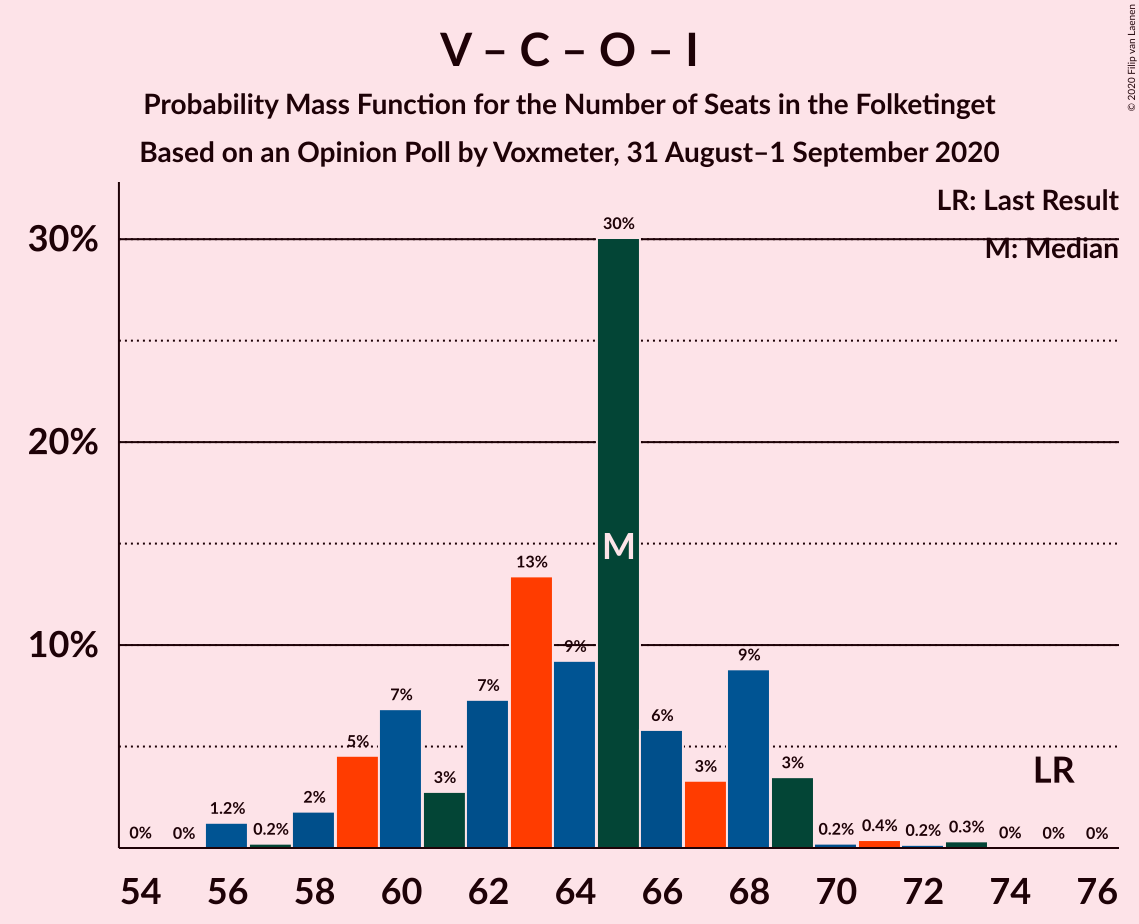 V – C – O – I
Probability Mass Function for the Number of Seats in the Folketinget
Based on an Opinion Poll by Voxmeter, 31 August–1 September 2020
© 2020 Filip van Laenen
LR: Last Result
M: Median
30%
20%
10%
0%
0%
1.2%
0.2%
2%
5%
7%
3%
7%
13%
9%
30%
M
6%
3%
9%
3%
0.2%
0.4%
0.2%
0.3%
0%
0%
0%
LR
54 56 58 60 62 64 66 68 70 72 74 76